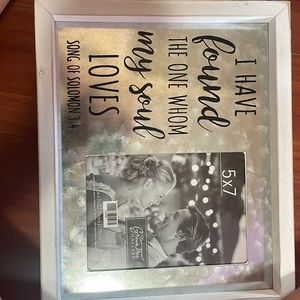 I HAVE
found
THE ONE WHOM
my soul
LOVES
SONG OF SOLOMON 3:4
5x7